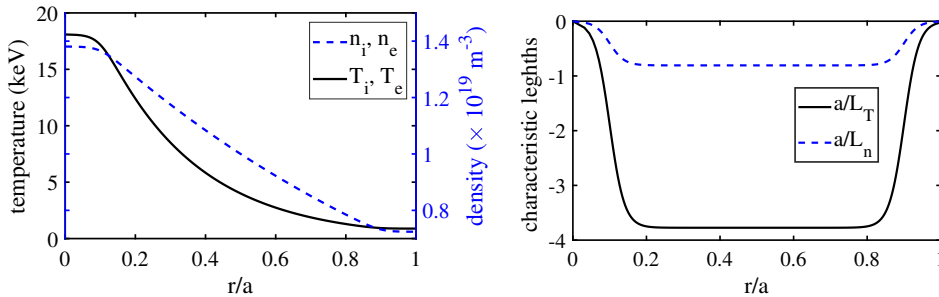 temperature (keV)
20
15
10
5
0
n_i, n_e
T_i, T_e
1.4
1.2
1
0.8
density (× 10^19 m^-3)
0 0.2 0.4 0.6 0.8 1
r/a
characteristic leghths
0
-1
-2
-3
-4
a/L_T
a/L_n
0 0.2 0.4 0.6 0.8 1
r/a